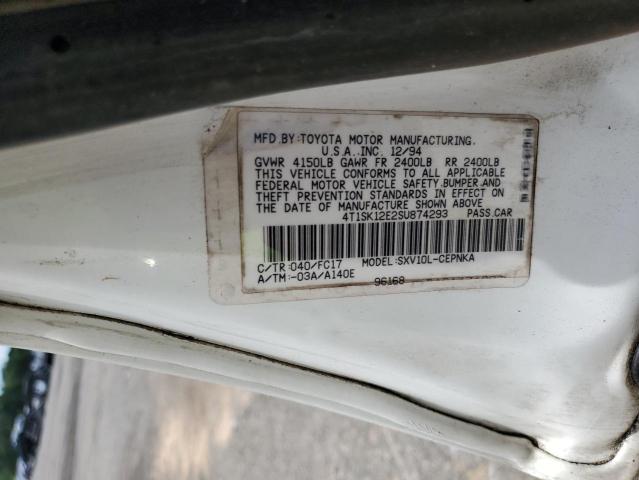 MFD.BY:TOYOTA MOTOR MANUFACTURING,
U.S.A.,INC. 12/94
GVWR 4150LB GAWR FR 2400LB RR 2400LB
THIS VEHICLE CONFORMS TO ALL APPLICABLE
FEDERAL MOTOR VEHICLE SAFETY,BUMPER,AND
THEFT PREVENTION STANDARDS IN EFFECT ON
THE DATE OF MANUFACTURE SHOWN ABOVE
4T1SK12E2SU874293 PASS.CAR
C/TR:040/FC17 MODEL:SXV10L-CEPNKA
A/TM:-03A/A140E
96168